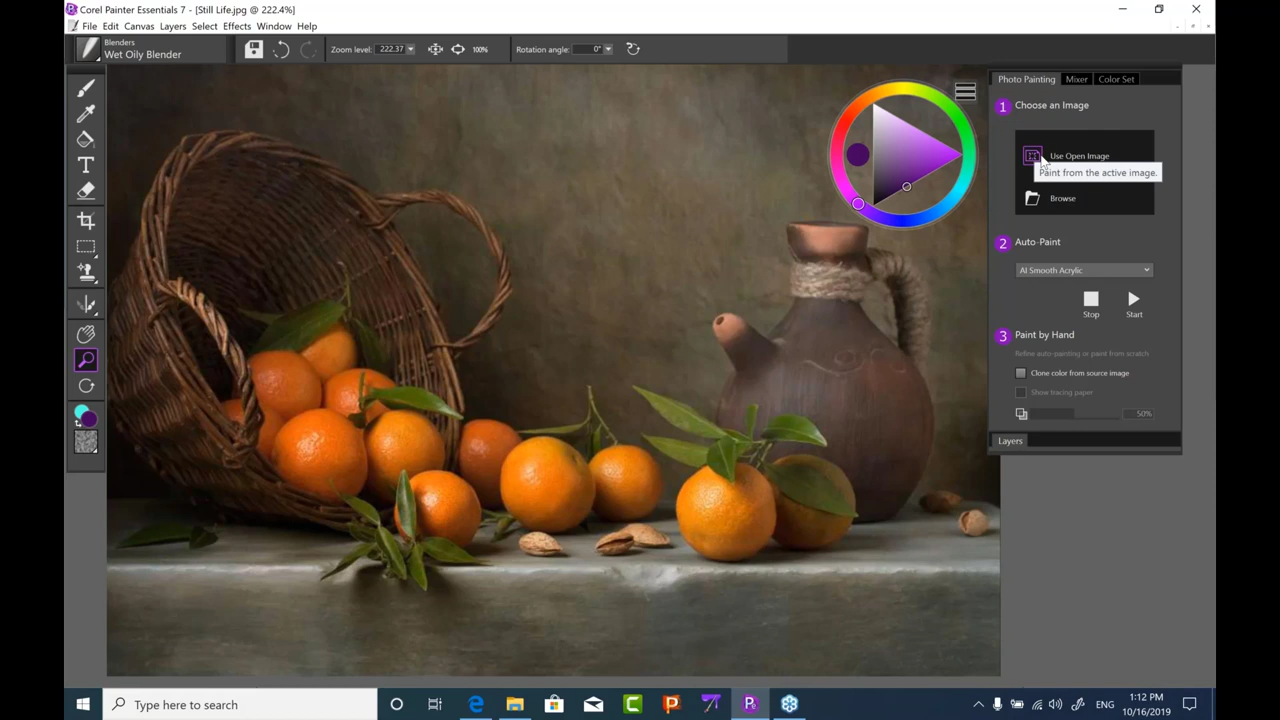 Corel Painter Essentials 7 - [Still Life.jpg @ 222.4%]
File Edit Canvas Layers Select Effects Window Help
Blenders
Wet Oily Blender
Zoom level: 222.37
100%
Rotation angle: 0°
Photo Painting Mixer Color Set
1 Choose an Image
Use Open Image
Paint from the active image.
Browse
2 Auto-Paint
AI Smooth Acrylic
Stop Start
3 Paint by Hand
Refine auto-painting or paint from scratch
Clone color from source image
Show tracing paper
50%
Layers
Type here to search
ENG
1:12 PM
10/16/2019